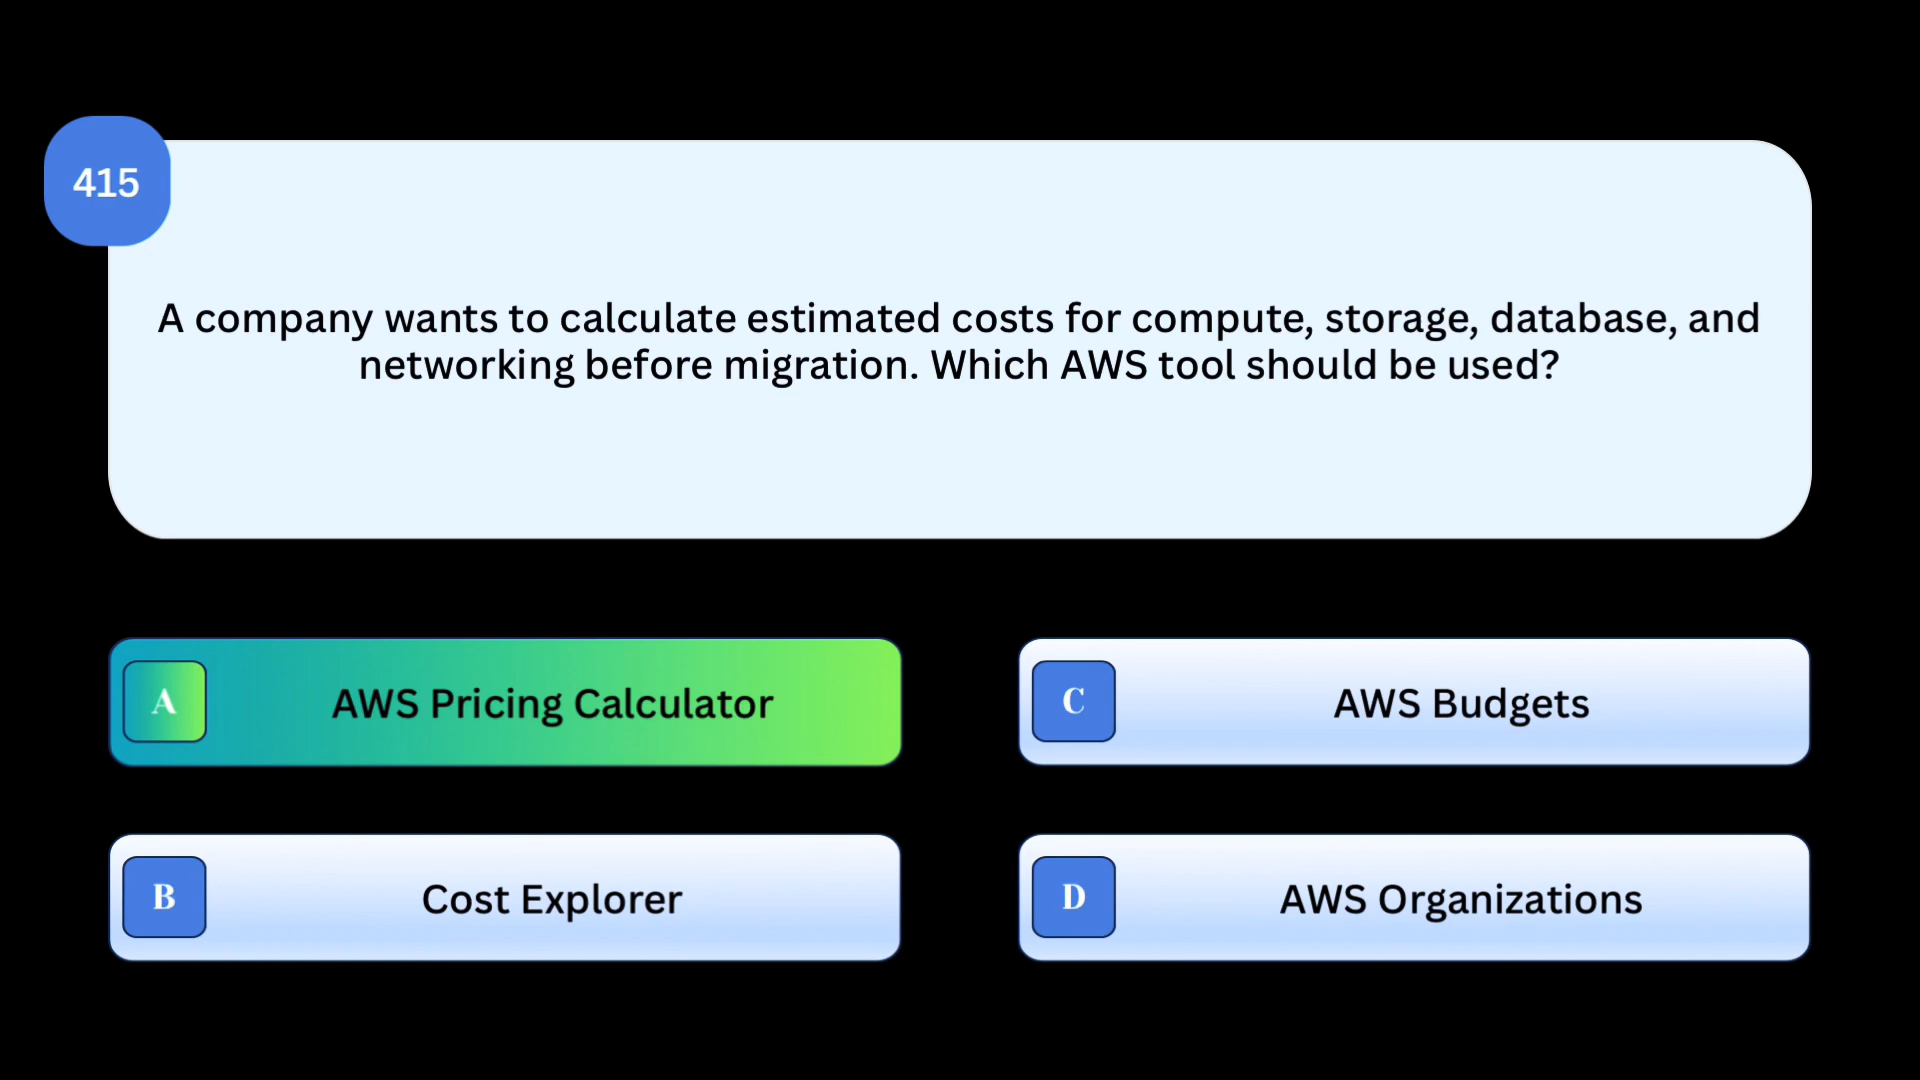 415
A company wants to calculate estimated costs for compute, storage, database, and
networking before migration. Which AWS tool should be used?
A
AWS Pricing Calculator
B
Cost Explorer
C
AWS Budgets
D
AWS Organizations